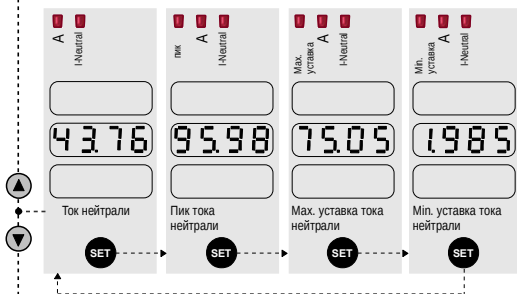 A
I-Neutral
пик
A
I-Neutral
Max.
уставка
A
I-Neutral
Min.
уставка
A
I-Neutral
43.76
95.98
75.05
1.985
Ток нейтрали
Пик тока
нейтрали
Max. уставка тока
нейтрали
Min. уставка тока
нейтрали
SET
SET
SET
SET